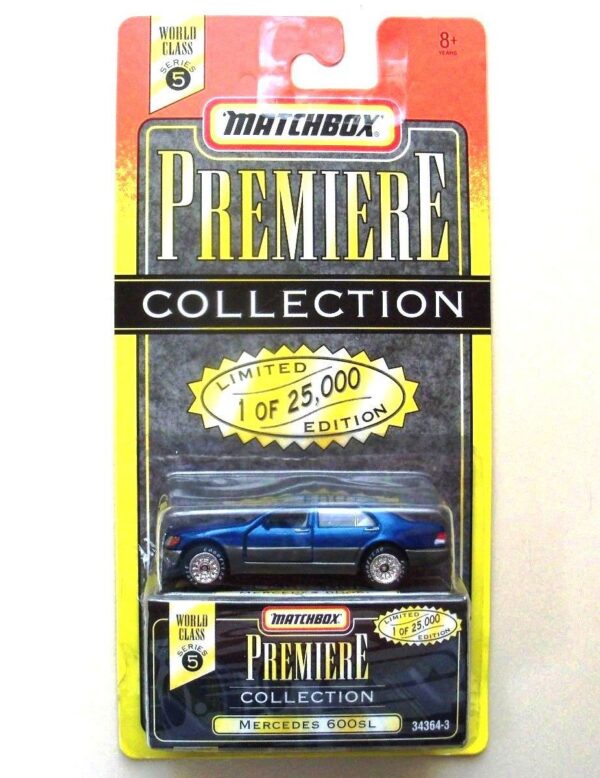 WORLD
CLASS
SERIES
5
8+
YEARS
MATCHBOX®
PREMIERE
COLLECTION
LIMITED
1 OF 25,000
EDITION
WORLD
CLASS
SERIES
5
MATCHBOX®
LIMITED
1 OF 25,000
EDITION
PREMIERE
COLLECTION
MERCEDES 600SL
34364-3